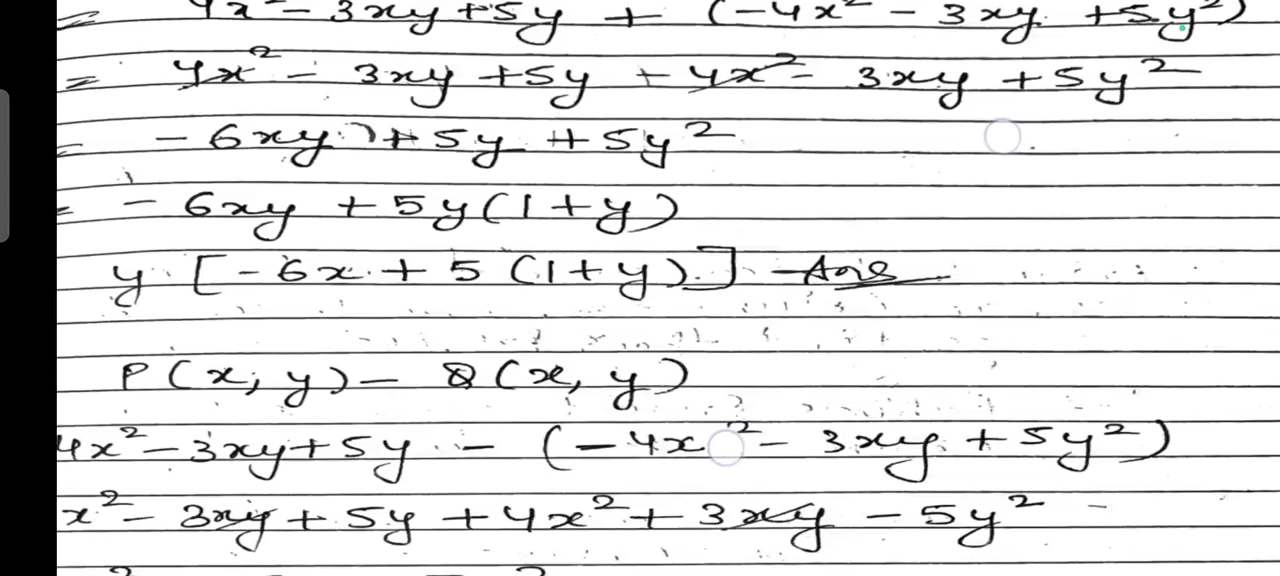 = 4x² - 3xy + 5y + (-4x² - 3xy + 5y²)
= 4x² - 3xy + 5y + 4x² - 3xy + 5y²
= - 6xy + 5y + 5y²
= - 6xy + 5y(1+y)
y [-6x + 5 (1+y)] Ans
P(x, y) - Q(x, y)
4x² - 3xy + 5y - (-4x² - 3xy + 5y²)
x² - 3xy + 5y + 4x² + 3xy - 5y²